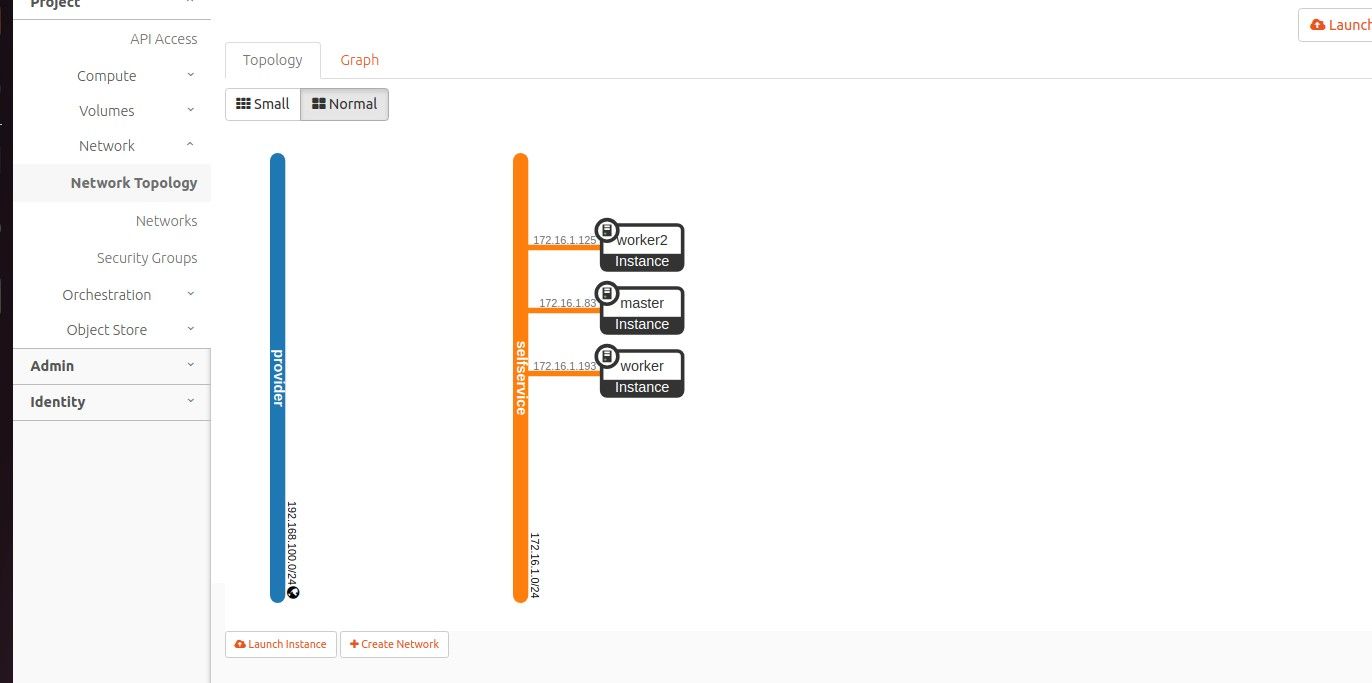 Project
API Access
Compute
Volumes
Network
Network Topology
Networks
Security Groups
Orchestration
Object Store
Admin
Identity
Launch
Topology Graph
Small Normal
provider
192.168.100.0/24
selfservice
172.16.1.0/24
172.16.1.125
worker2
Instance
172.16.1.83
master
Instance
172.16.1.193
worker
Instance
Launch Instance Create Network